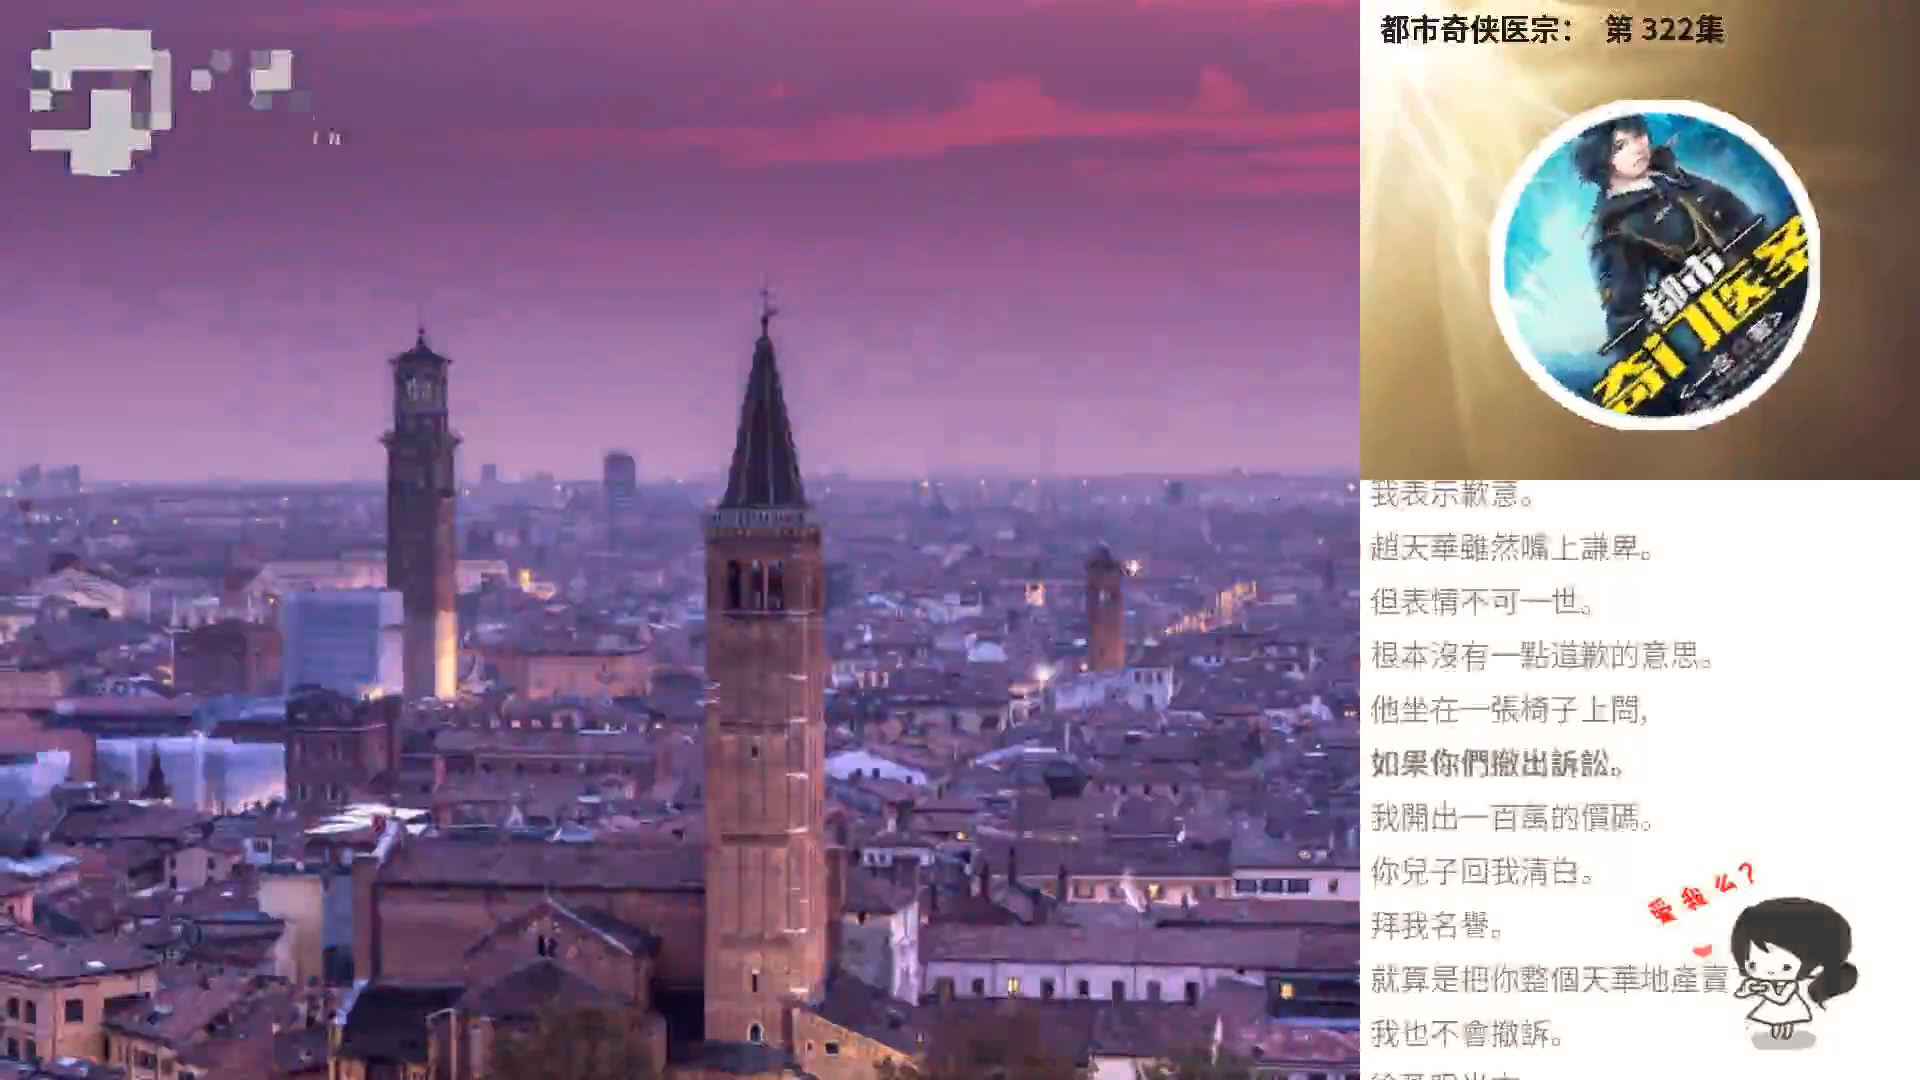 都市奇侠医宗： 第 322集
都市
奇门医圣
我表示歉意。
趙天華雖然嘴上謙卑。
但表情不可一世。
根本沒有一點道歉的意思。
他坐在一張椅子上問,
如果你們撤出訴訟。
我開出一百萬的價碼。
你兒子回我清白。
拜我名譽。
就算是把你整個天華地產賣
我也不會撤訴。
爱我么？